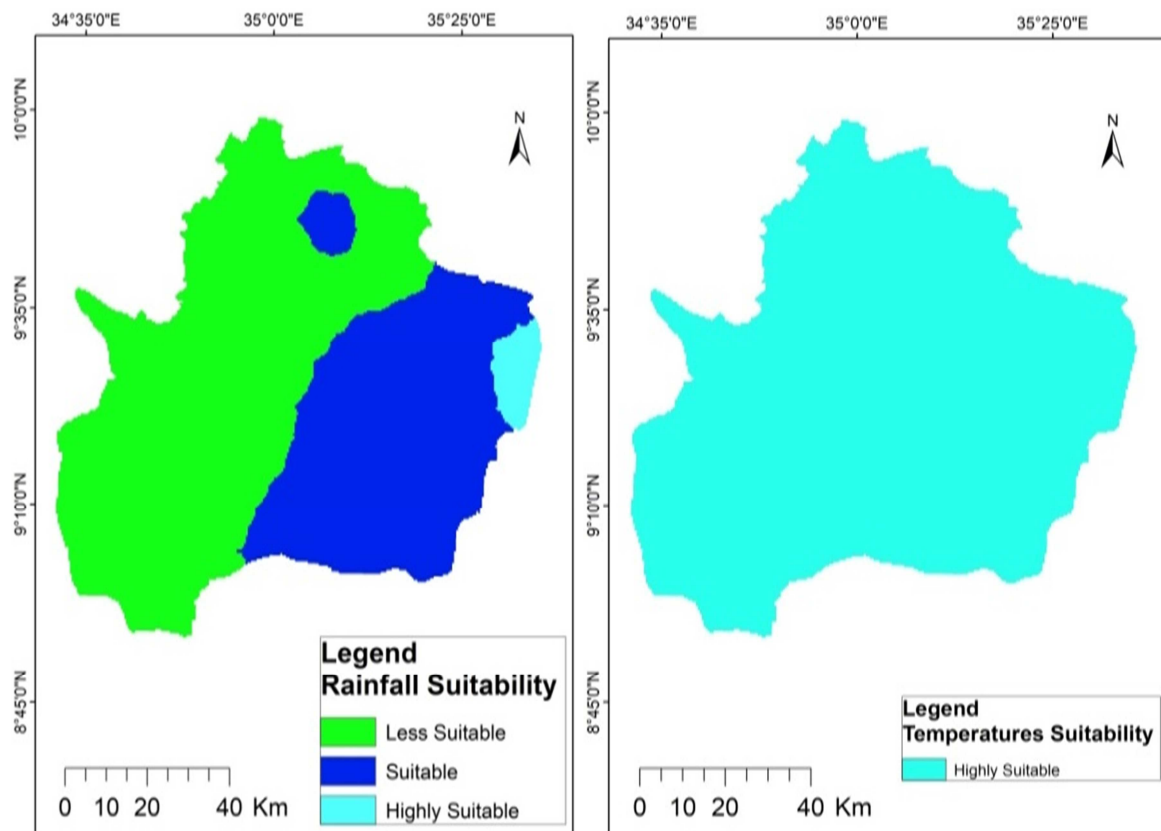 34°35'0"E 35°0'0"E 35°25'0"E
10°0'0"N
9°35'0"N
9°10'0"N
8°45'0"N
N
Legend
Rainfall Suitability
Less Suitable
Suitable
Highly Suitable
0 10 20 40 Km
34°35'0"E 35°0'0"E 35°25'0"E
10°0'0"N
9°35'0"N
9°10'0"N
8°45'0"N
N
Legend
Temperatures Suitability
Highly Suitable
0 10 20 40 Km